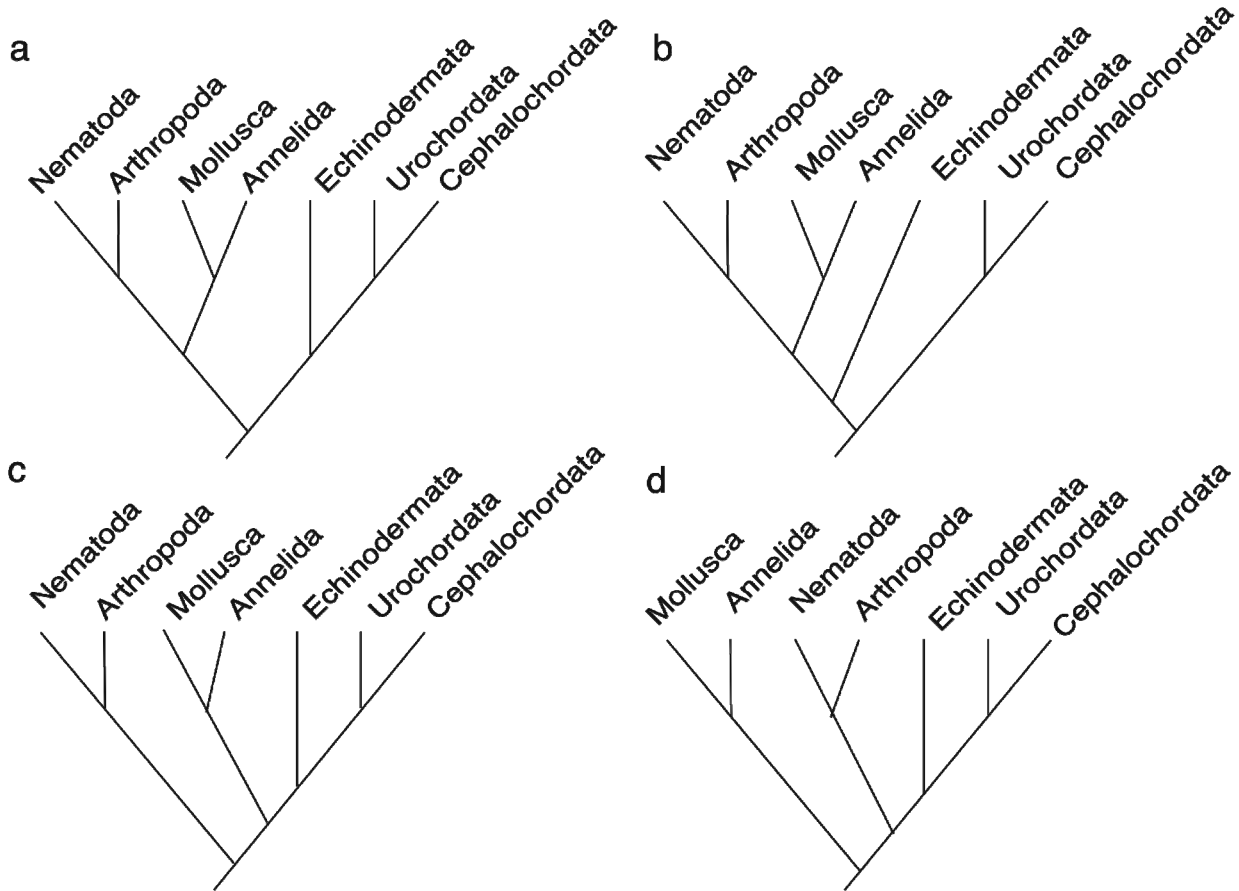 a
Nematoda
Arthropoda
Mollusca
Annelida
Echinodermata
Urochordata
Cephalochordata
b
Nematoda
Arthropoda
Mollusca
Annelida
Echinodermata
Urochordata
Cephalochordata
c
Nematoda
Arthropoda
Mollusca
Annelida
Echinodermata
Urochordata
Cephalochordata
d
Mollusca
Annelida
Nematoda
Arthropoda
Echinodermata
Urochordata
Cephalochordata